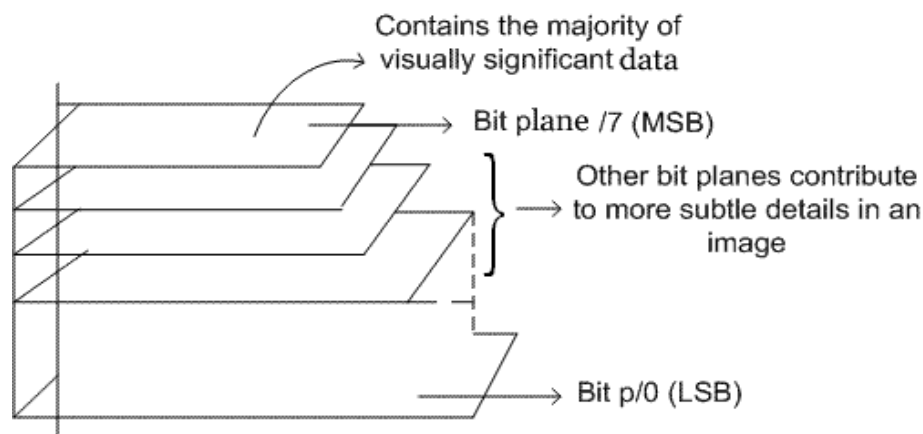 Contains the majority of
visually significant data
Bit plane /7 (MSB)
Other bit planes contribute
to more subtle details in an
image
Bit p/0 (LSB)